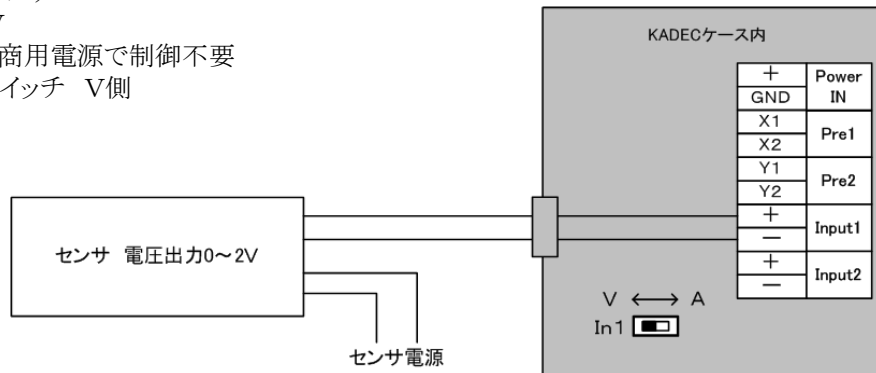 商用電源で制御不要
イッチ　V側
KADECケース内
+ Power IN
GND
X1 Pre1
X2
Y1 Pre2
Y2
+ Input1
－
+ Input2
－
センサ 電圧出力0～2V
V ←→ A
In1
センサ電源